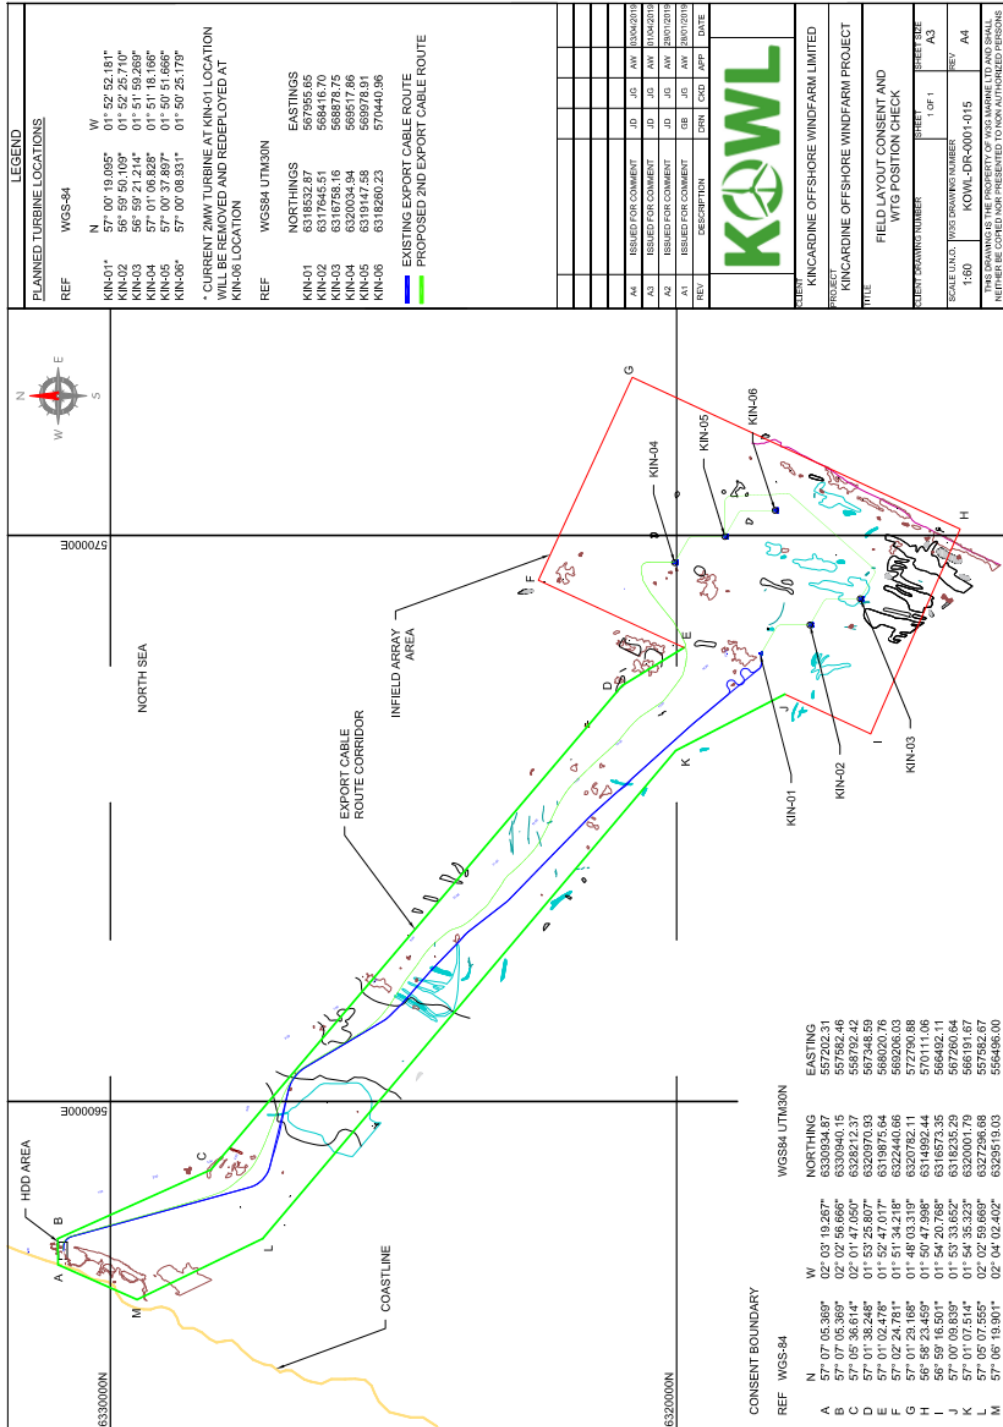 LEGEND
PLANNED TURBINE LOCATIONS
REF WGS-84
N W
KIN-01* 57° 00' 19.095" 01° 52' 52.181"
KIN-02 56° 59' 50.109" 01° 52' 25.710"
KIN-03 56° 59' 21.214" 01° 51' 59.269"
KIN-04 57° 01' 06.828" 01° 51' 18.166"
KIN-05 57° 00' 37.897" 01° 50' 51.666"
KIN-06* 57° 00' 08.931" 01° 50' 25.179"
* CURRENT 2MW TURBINE AT KIN-01 LOCATION
WILL BE REMOVED AND REDEPLOYED AT
KIN-06 LOCATION
REF WGS84 UTM30N
NORTHINGS EASTINGS
KIN-01 6318532.87 567955.65
KIN-02 6317645.51 568416.70
KIN-03 6316758.16 568878.75
KIN-04 6320034.94 569517.86
KIN-05 6319147.58 569978.91
KIN-06 6318260.23 570440.96
EXISTING EXPORT CABLE ROUTE
PROPOSED 2ND EXPORT CABLE ROUTE
A4 ISSUED FOR COMMENT JD JG AW 03/04/2019
A3 ISSUED FOR COMMENT JD JG AW 01/04/2019
A2 ISSUED FOR COMMENT JD JG AW 29/01/2019
A1 ISSUED FOR COMMENT GB JG AW 28/01/2019
REV DESCRIPTION DRN CKD APP DATE
KOWL
CLIENT
KINCARDINE OFFSHORE WINDFARM LIMITED
PROJECT
KINCARDINE OFFSHORE WINDFARM PROJECT
TITLE
FIELD LAYOUT CONSENT AND
WTG POSITION CHECK
CLIENT DRAWING NUMBER SHEET SHEET SIZE
1 OF 1 A3
SCALE U.N.O. W3G DRAWING NUMBER REV
1:60 KOWL-DR-0001-015 A4
THIS DRAWING IS THE PROPERTY OF W3G MARINE LTD AND SHALL
NEITHER BE COPIED NOR PRESENTED TO NON AUTHORIZED PERSONS
N
W E
S
570000E
560000E
6330000N
6320000N
NORTH SEA
HDD AREA
COASTLINE
EXPORT CABLE
ROUTE CORRIDOR
INFIELD ARRAY
AREA
A
B
C
D
E
F
G
H
I
J
K
L
M
KIN-04
KIN-05
KIN-06
KIN-01
KIN-02
KIN-03
CONSENT BOUNDARY
REF WGS-84 WGS84 UTM30N
N W NORTHING EASTING
A 57° 07' 05.369" 02° 03' 19.267" 6330934.87 557202.31
B 57° 07' 05.369" 02° 02' 56.666" 6330940.15 557582.46
C 57° 05' 36.614" 02° 01' 47.050" 6328212.37 558792.42
D 57° 01' 38.248" 01° 53' 25.807" 6320970.93 567348.59
E 57° 01' 02.478" 01° 52' 47.017" 6319875.64 568020.76
F 57° 02' 24.781" 01° 51' 34.218" 6322440.66 569206.03
G 57° 01' 29.168" 01° 48' 03.319" 6320782.11 572790.88
H 56° 58' 23.459" 01° 50' 47.998" 6314992.44 570111.06
I 56° 59' 16.501" 01° 54' 20.768" 6316573.35 566492.11
J 57° 00' 09.839" 01° 53' 33.652" 6318235.29 567260.64
K 57° 01' 07.514" 01° 54' 35.323" 6320001.79 566191.67
L 57° 05' 07.555" 02° 02' 59.669" 6327296.68 557582.67
M 57° 06' 19.901" 02° 04' 02.402" 6329519.03 556496.00